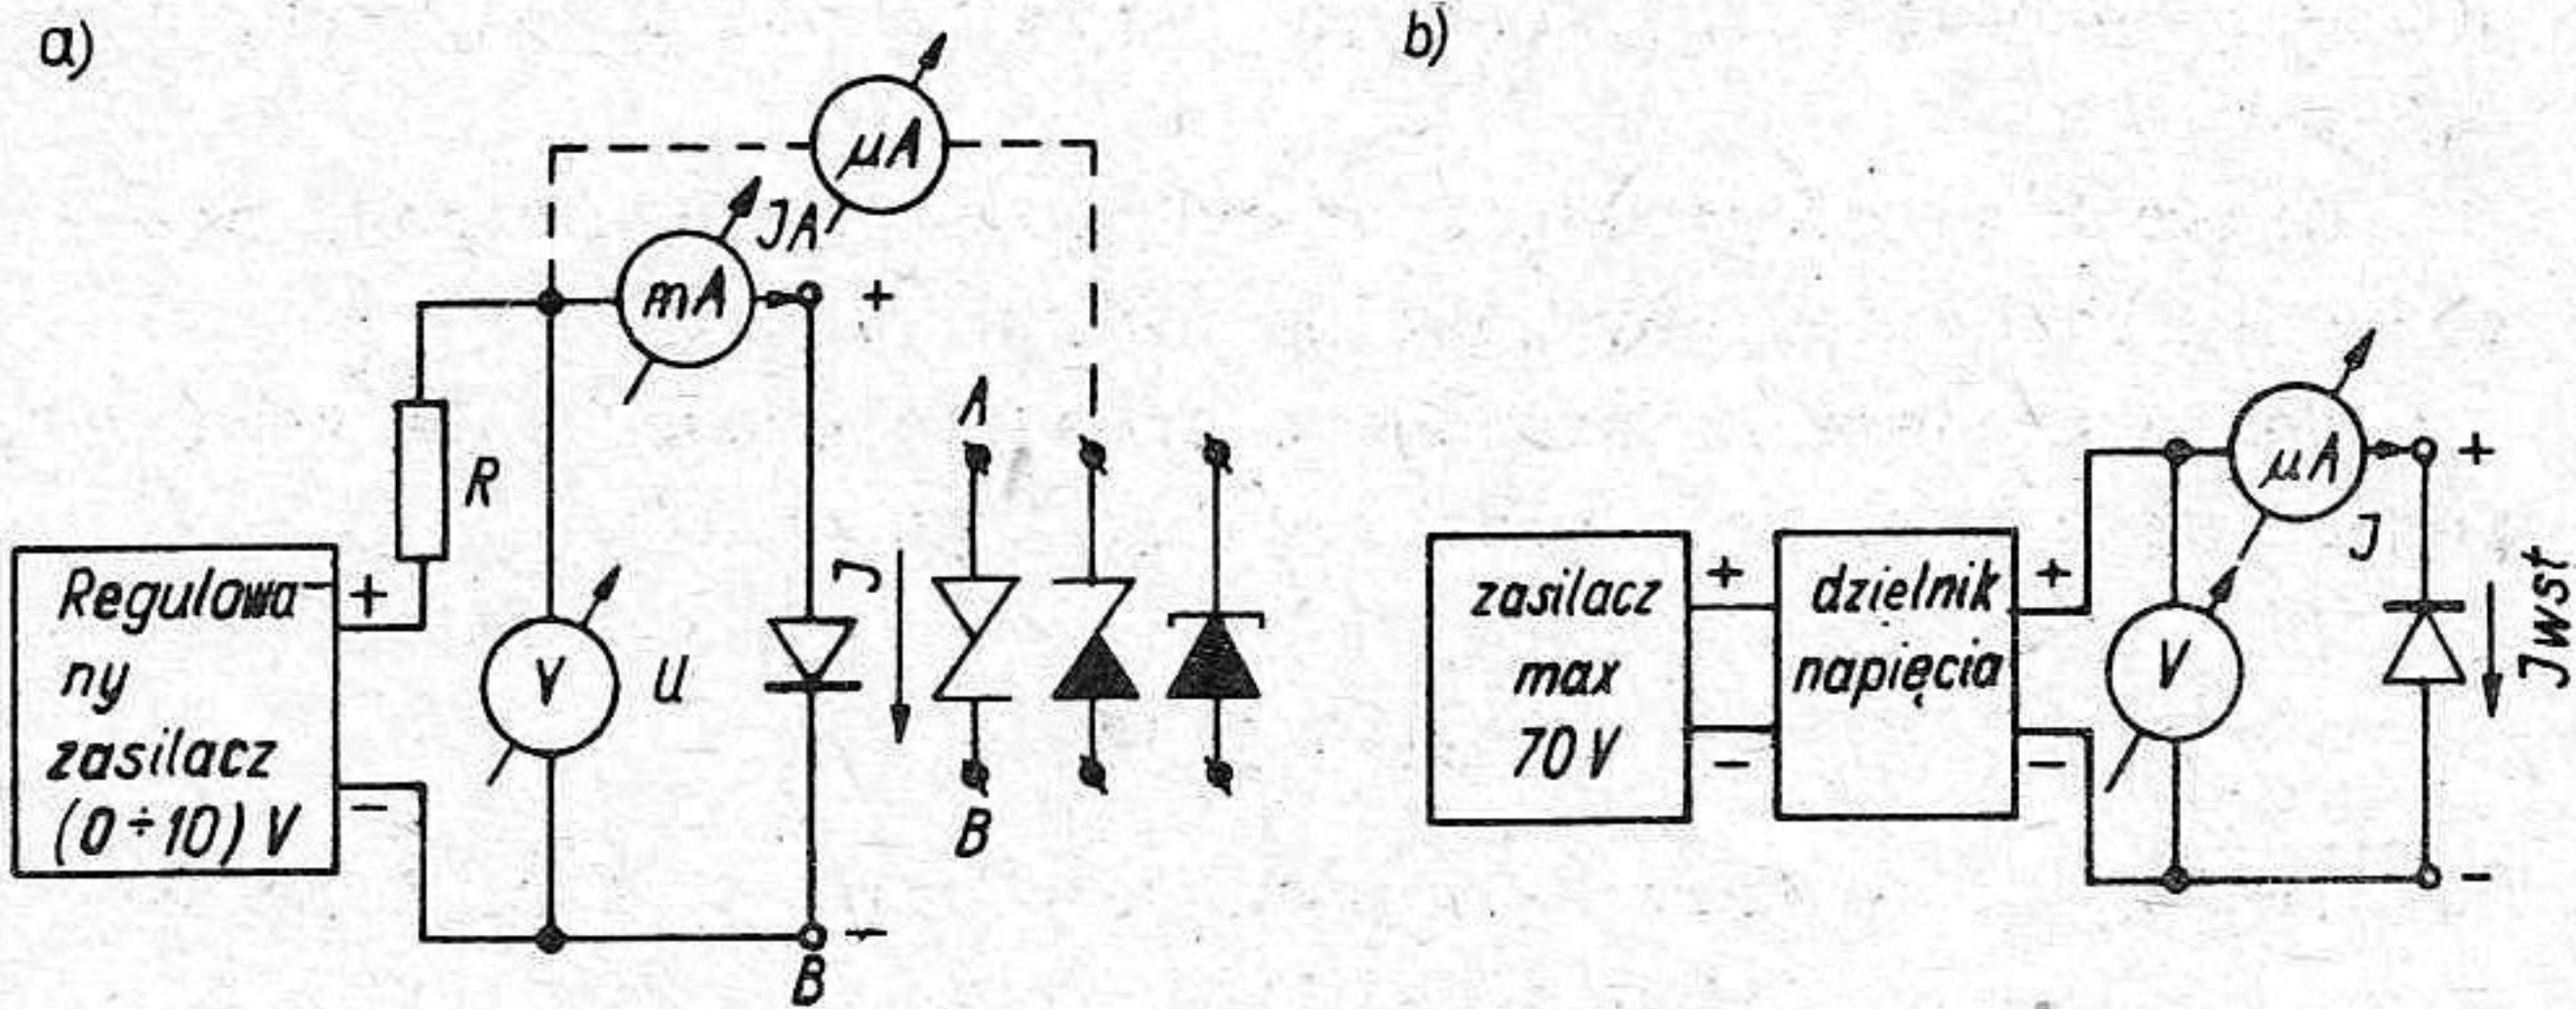 a)
b)
μA
JA
mA
+
A
R
J
Regulowa-
ny
zasilacz
(0÷10) V
+
-
V
U
B
-
B
zasilacz
max
70 V
+
-
dzielnik
napięcia
+
-
μA
+
J
V
Jwst
-